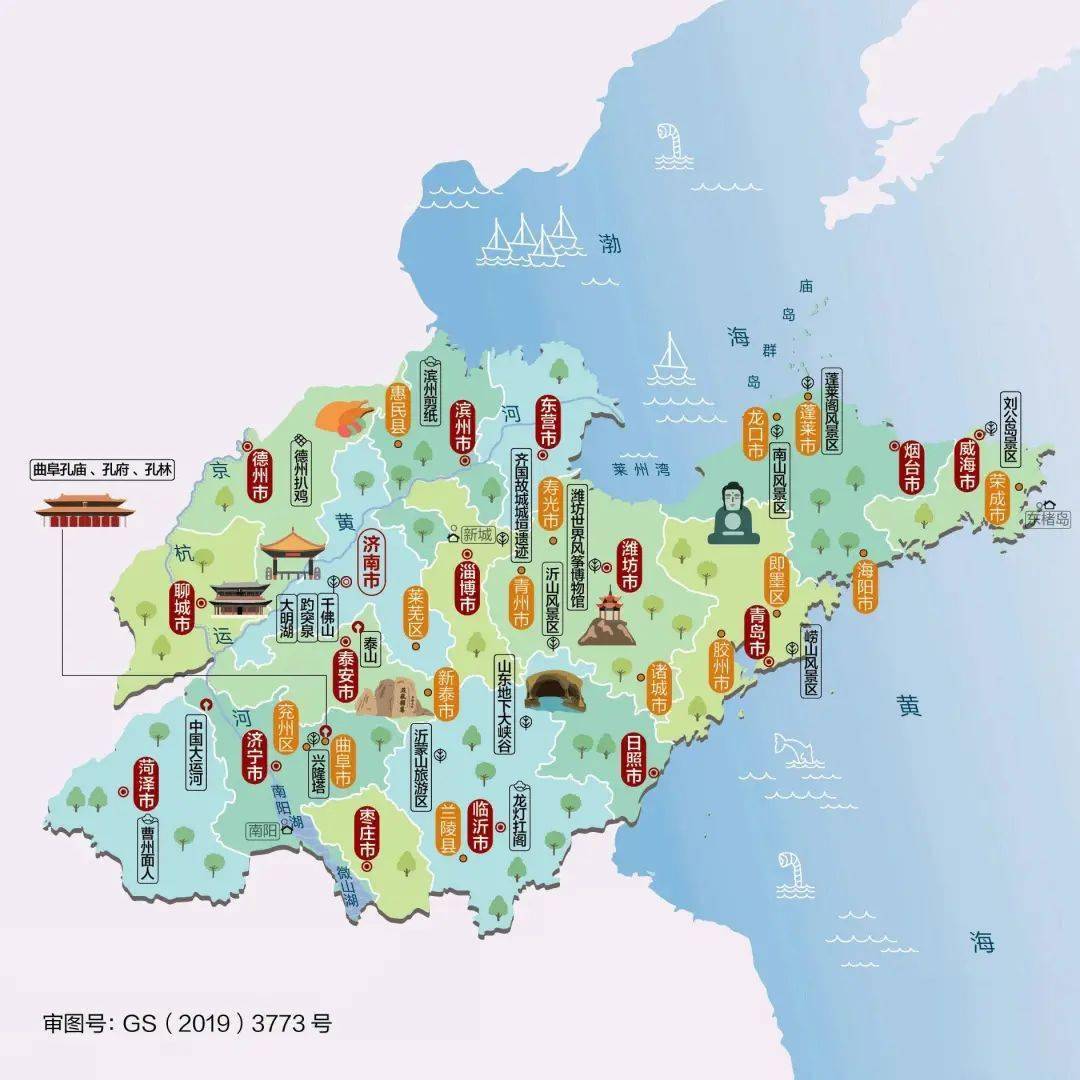 渤海
庙岛群岛
莱州湾
黄海
京杭运河
黄河
曲阜孔庙、孔府、孔林
德州市
德州扒鸡
惠民县
滨州剪纸
滨州市
东营市
齐国故城城垣遗迹
寿光市
潍坊世界风筝博物馆
潍坊市
龙口市
南山风景区
蓬莱市
蓬莱阁风景区
烟台市
威海市
刘公岛景区
荣成市
东楮岛
海阳市
即墨区
青岛市
崂山风景区
胶州市
诸城市
沂山风景区
青州市
新城
淄博市
莱芜区
济南市
千佛山
趵突泉
大明湖
聊城市
泰安市
泰山
新泰市
山东地下大峡谷
沂蒙山旅游区
日照市
中国大运河
济宁市
兖州区
兴隆塔
曲阜市
菏泽市
曹州面人
南阳
南阳湖
微山湖
枣庄市
兰陵县
临沂市
龙灯扛阁
审图号：GS（2019）3773号